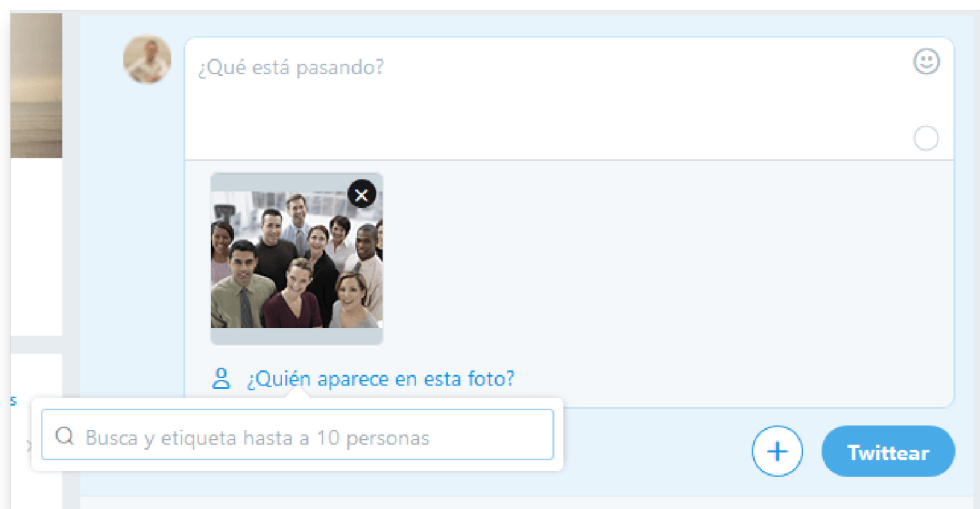 ¿Qué está pasando?
¿Quién aparece en esta foto?
s
Busca y etiqueta hasta a 10 personas
Twittear